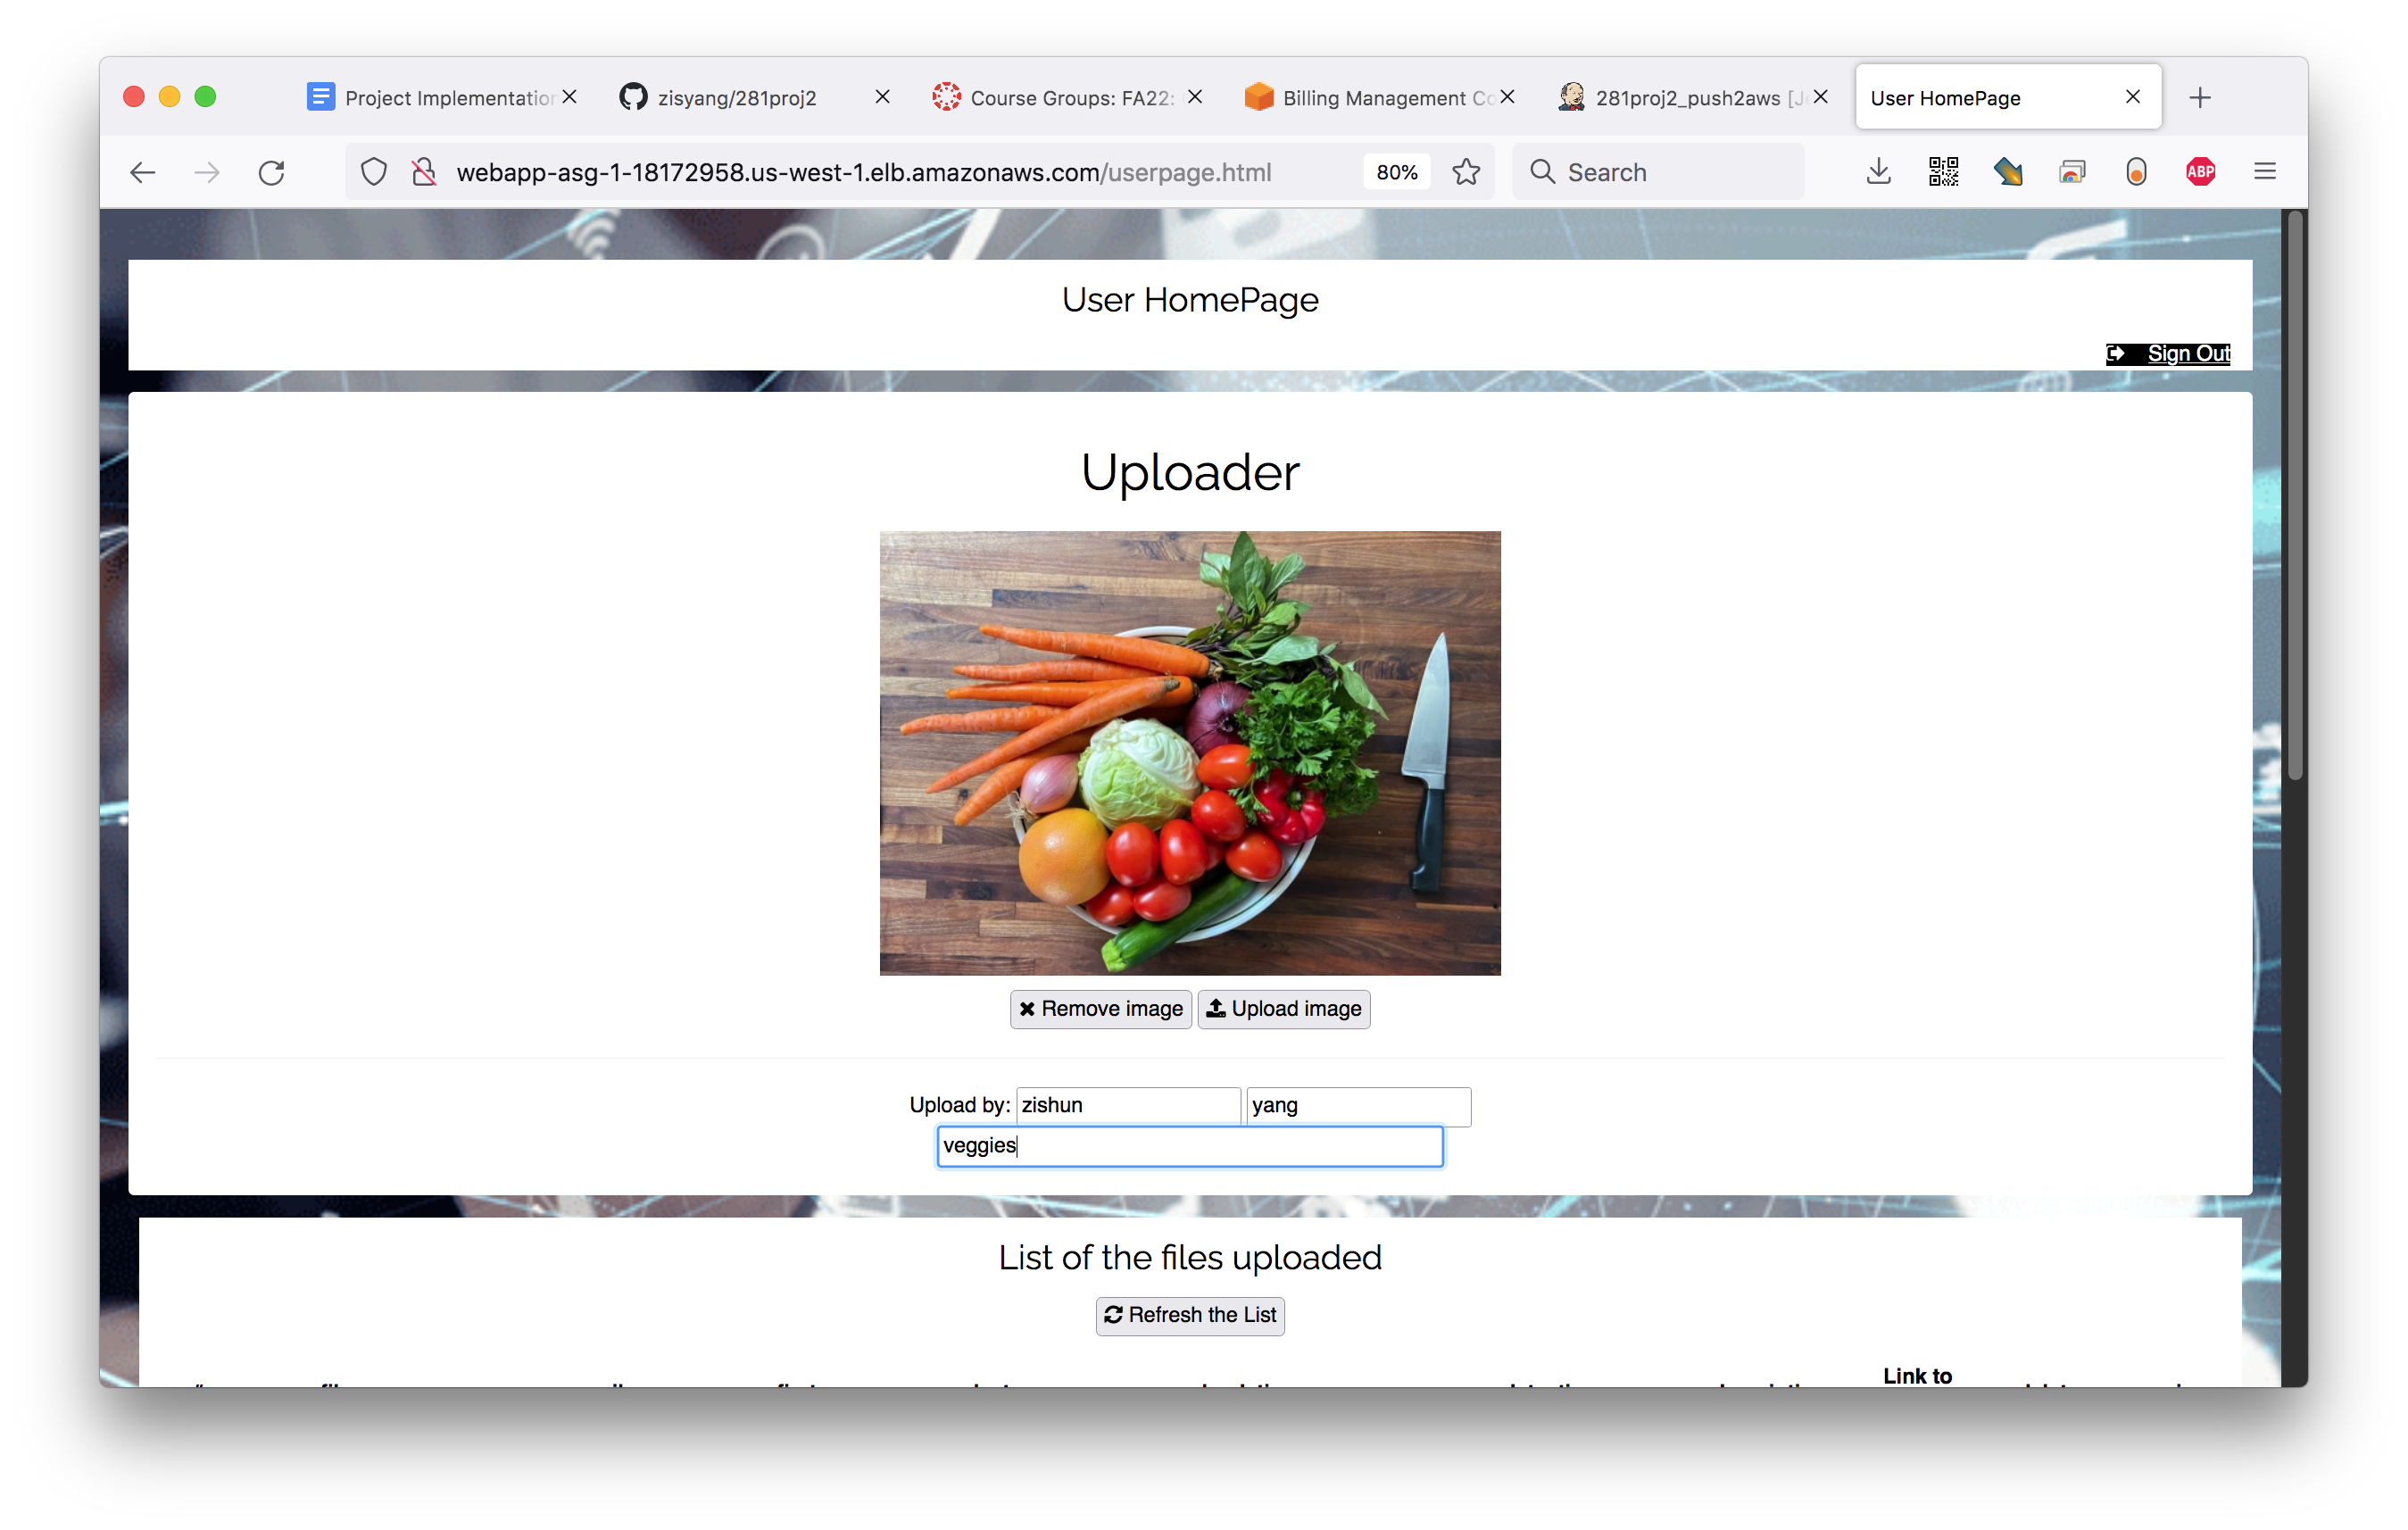 Project Implementation
zisyang/281proj2
Course Groups: FA22:
Billing Management Co
281proj2_push2aws [J
User HomePage
webapp-asg-1-18172958.us-west-1.elb.amazonaws.com/userpage.html
80%
Search
ABP
User HomePage
Sign Out
Uploader
Remove image
Upload image
Upload by: zishun yang
veggies
List of the files uploaded
Refresh the List
Link to